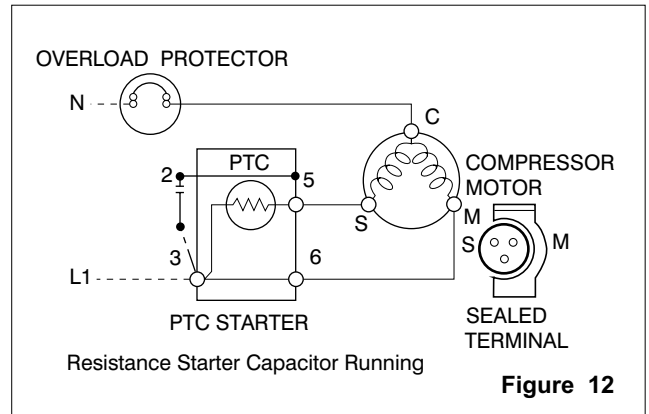 OVERLOAD PROTECTOR
N
C
PTC
2
5
COMPRESSOR
MOTOR
S
M
S
M
3
6
L1
PTC STARTER
SEALED
TERMINAL
Resistance Starter Capacitor Running
Figure 12